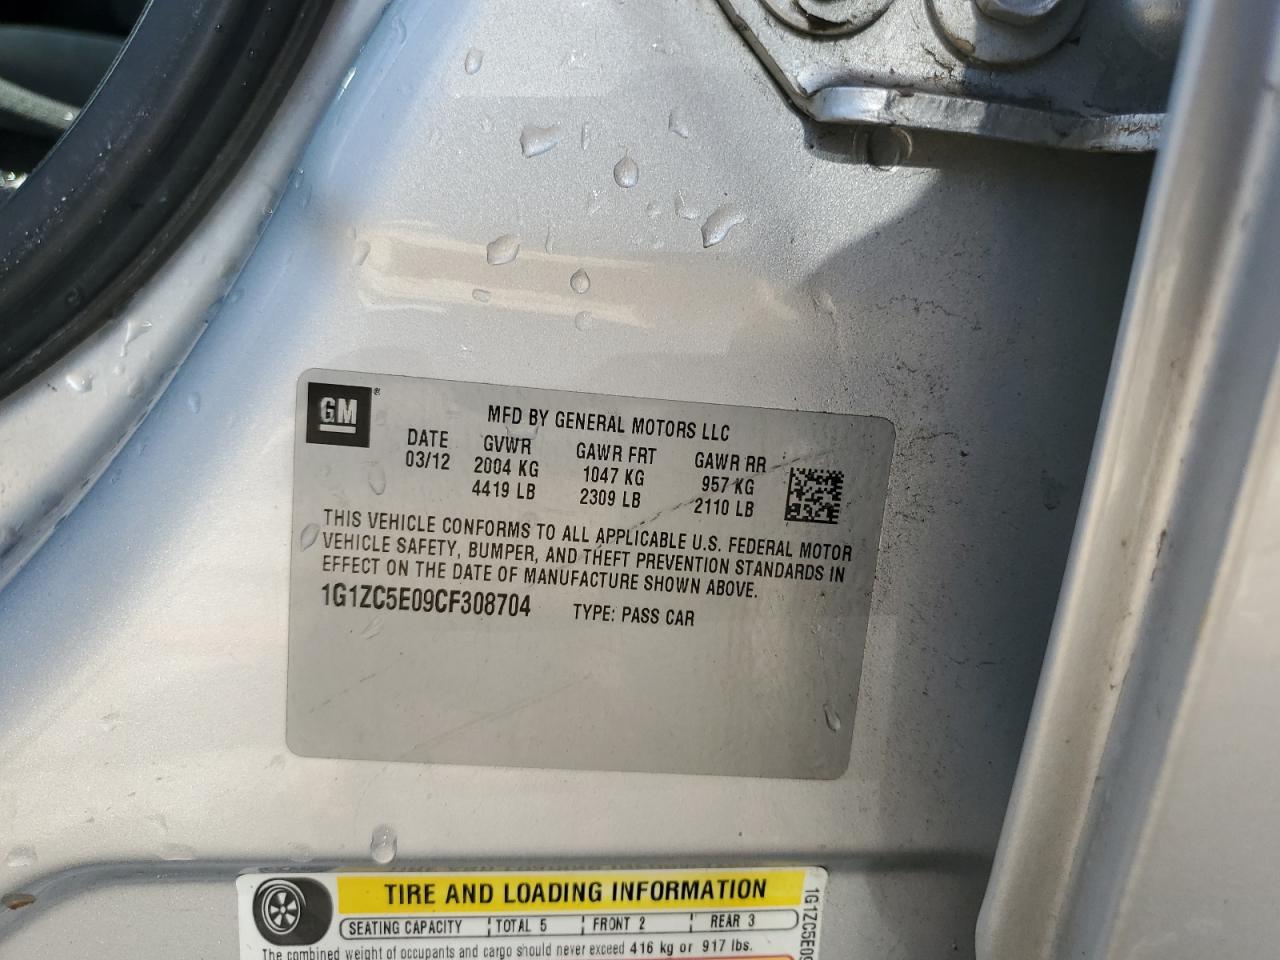 GM®
MFD BY GENERAL MOTORS LLC
DATE GVWR GAWR FRT GAWR RR
03/12 2004 KG 1047 KG 957 KG
4419 LB 2309 LB 2110 LB
THIS VEHICLE CONFORMS TO ALL APPLICABLE U.S. FEDERAL MOTOR
VEHICLE SAFETY, BUMPER, AND THEFT PREVENTION STANDARDS IN
EFFECT ON THE DATE OF MANUFACTURE SHOWN ABOVE.
1G1ZC5E09CF308704 TYPE: PASS CAR
TIRE AND LOADING INFORMATION
SEATING CAPACITY TOTAL 5 FRONT 2 REAR 3
The combined weight of occupants and cargo should never exceed 416 kg or 917 lbs.
1G1ZC5E09